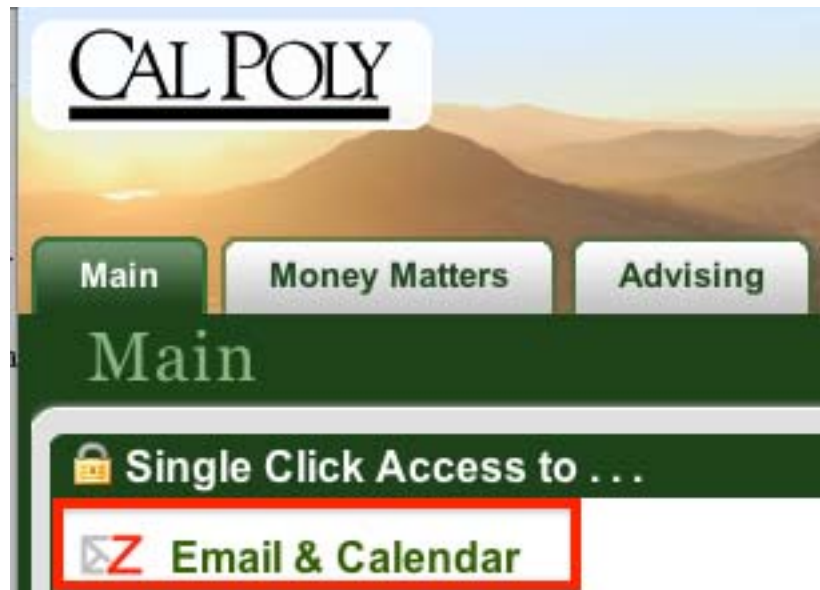 CAL POLY
Main Money Matters Advising
Main
Single Click Access to . . .
Z Email & Calendar